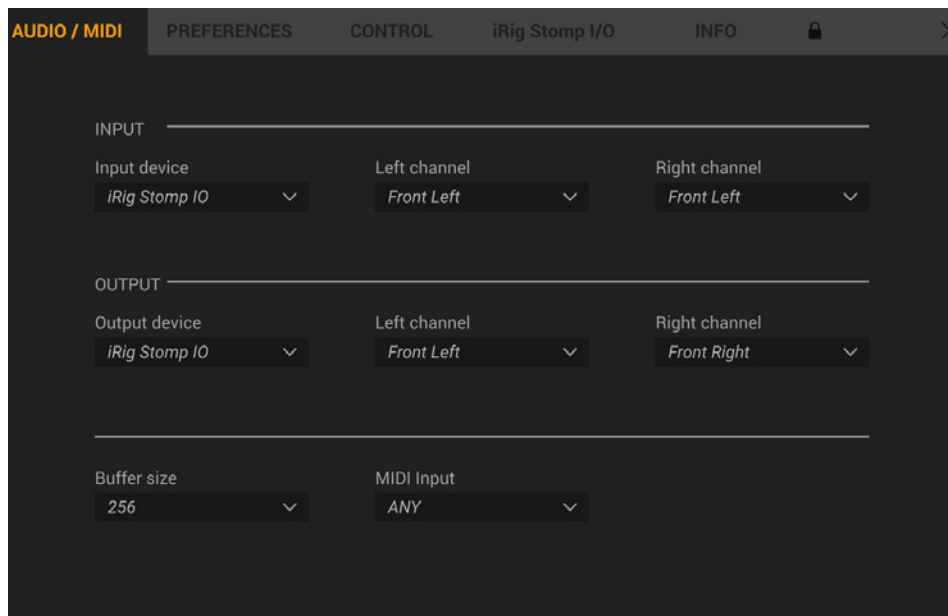 AUDIO / MIDI PREFERENCES CONTROL iRig Stomp I/O INFO
INPUT
Input device Left channel Right channel
iRig Stomp IO Front Left Front Left
OUTPUT
Output device Left channel Right channel
iRig Stomp IO Front Left Front Right
Buffer size MIDI Input
256 ANY